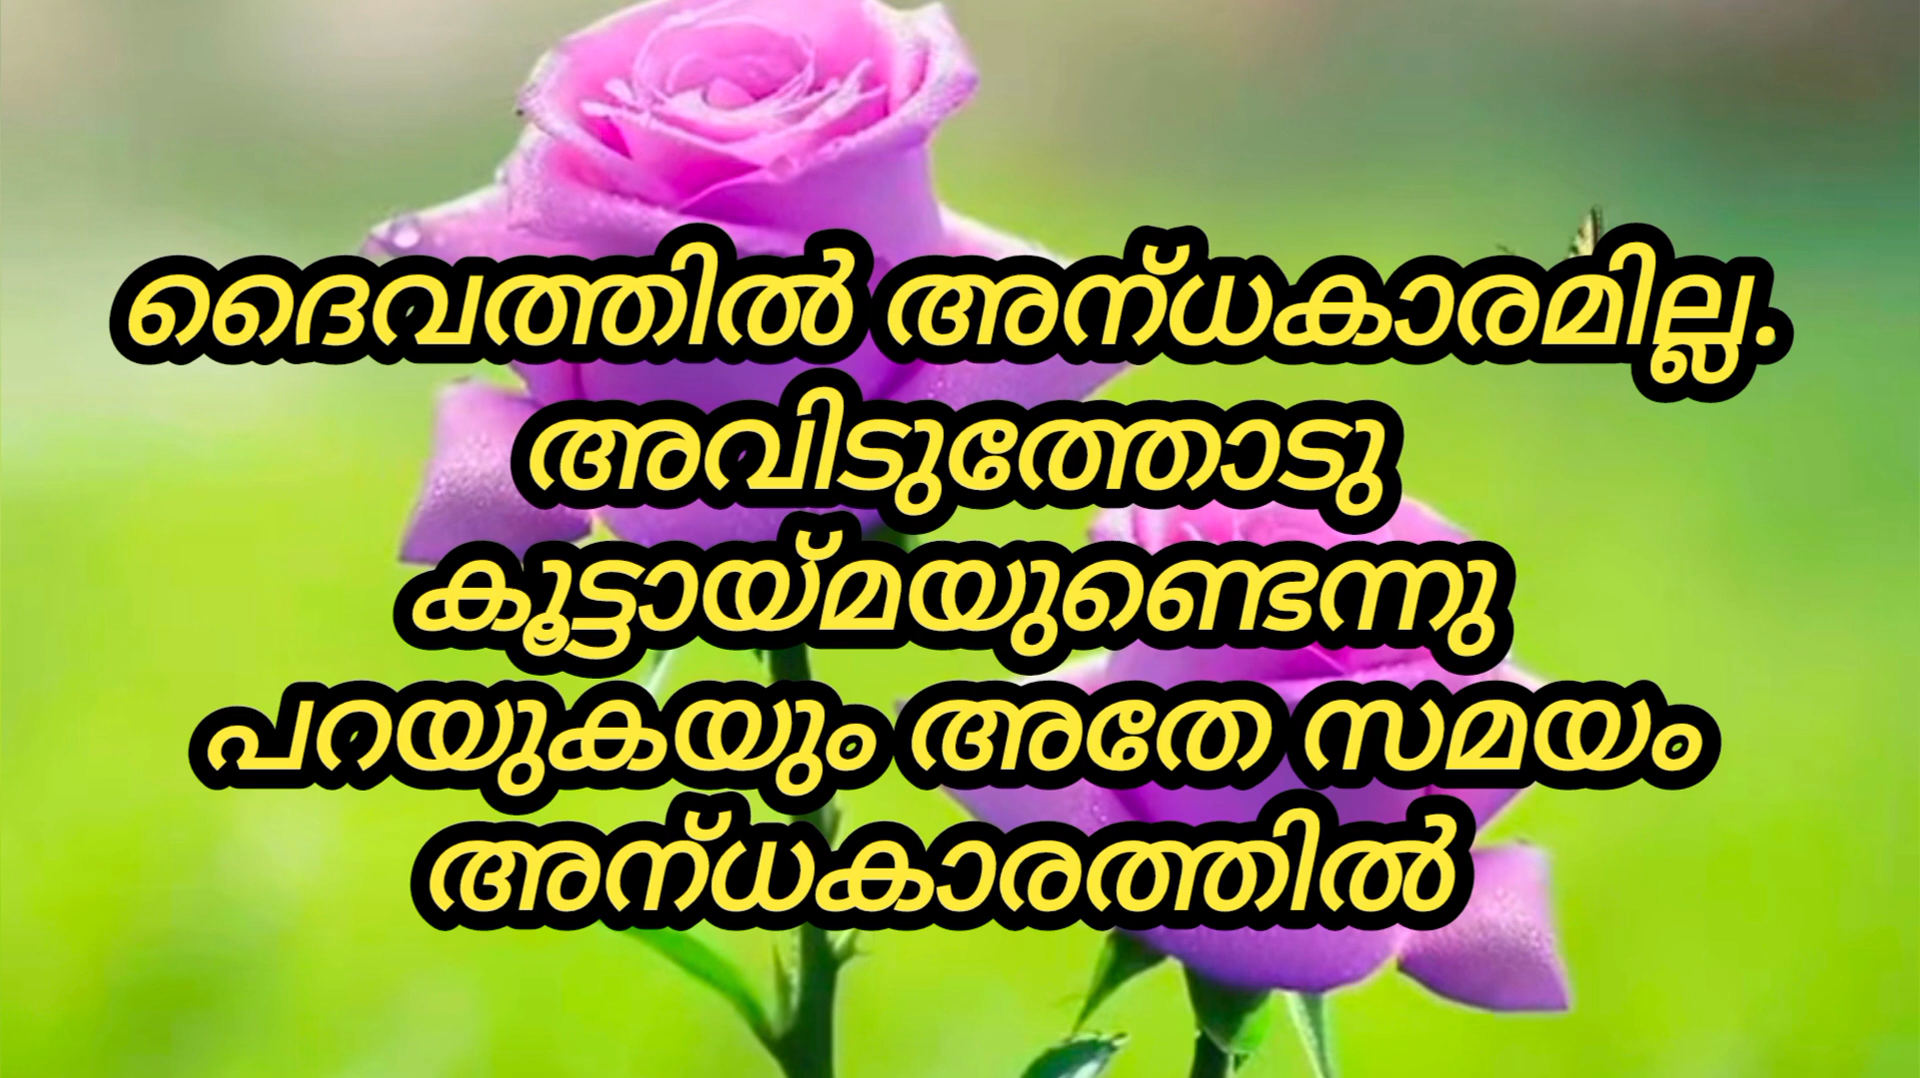 ദൈവത്തിൽ അന്ധകാരമില്ല.
അവിടുത്തോടു
കൂട്ടായ്മയുണ്ടെന്നു
പറയുകയും അതേ സമയം
അന്ധകാരത്തിൽ